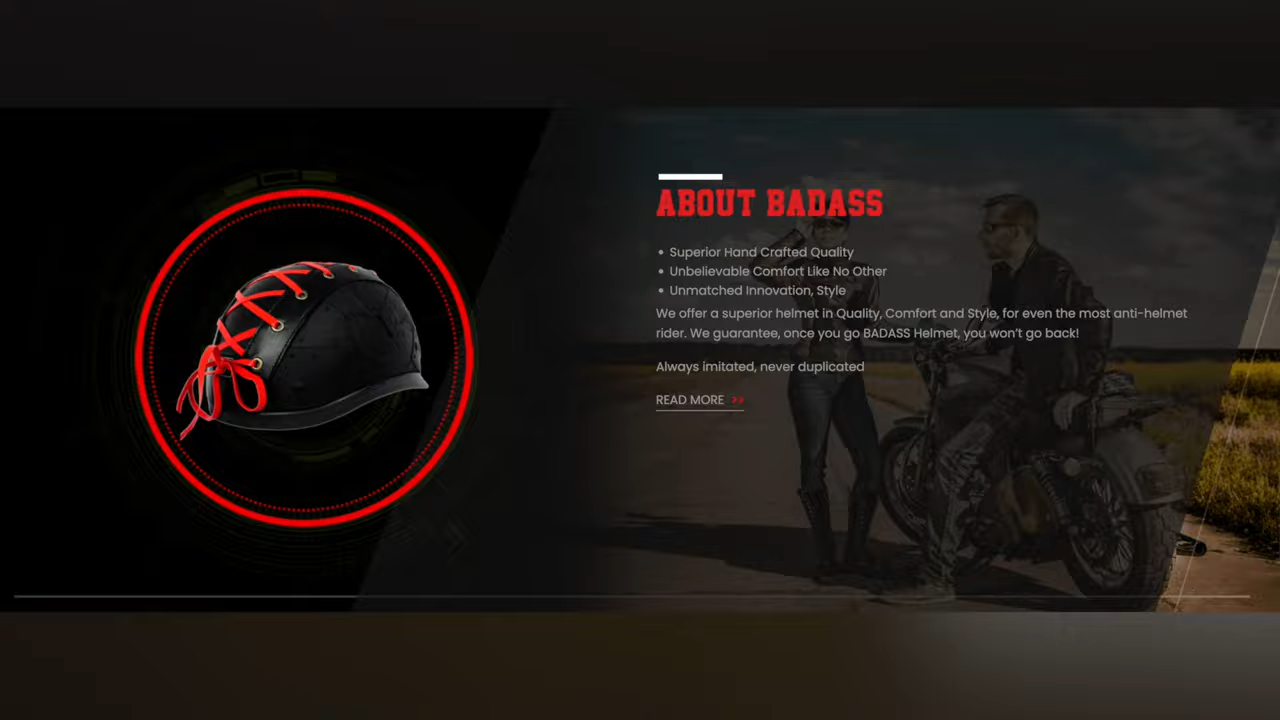 ABOUT BADASS
• Superior Hand Crafted Quality
• Unbelievable Comfort Like No Other
• Unmatched Innovation, Style
We offer a superior helmet in Quality, Comfort and Style, for even the most anti-helmet
rider. We guarantee, once you go BADASS Helmet, you won't go back!
Always imitated, never duplicated
READ MORE >>